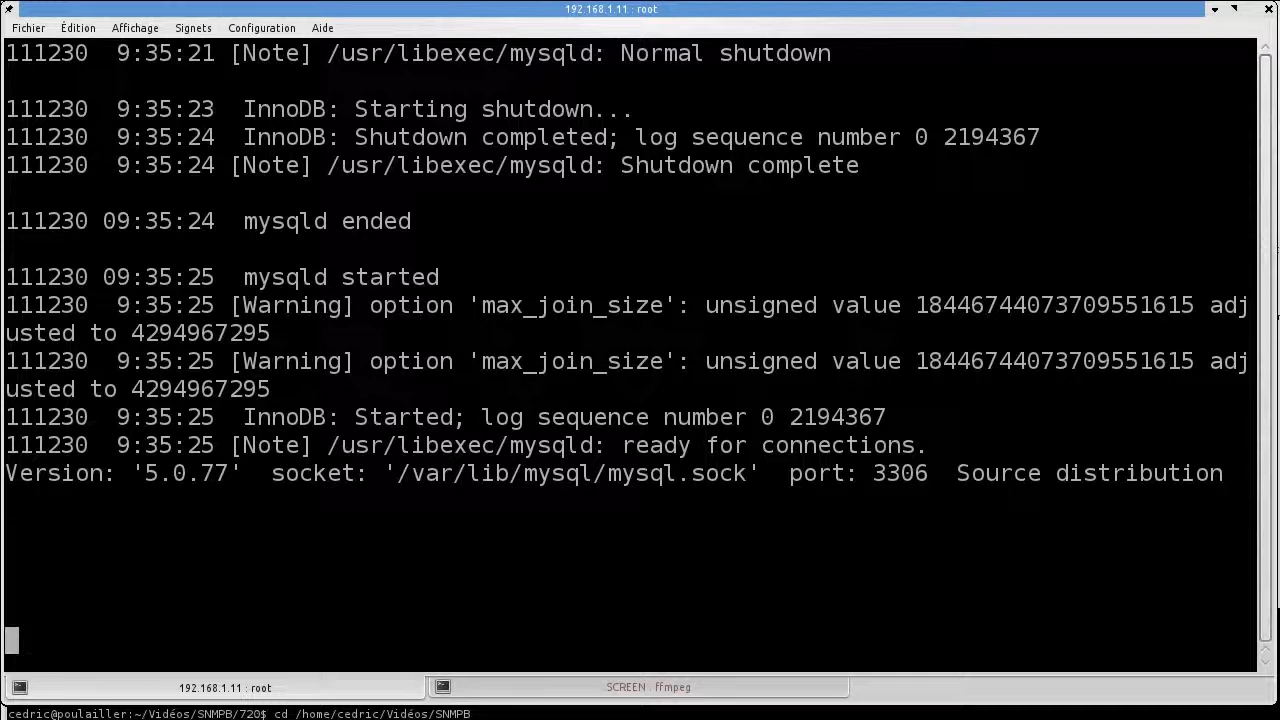 192.168.1.11 : root
Fichier Édition Affichage Signets Configuration Aide
111230  9:35:21 [Note] /usr/libexec/mysqld: Normal shutdown
111230  9:35:23  InnoDB: Starting shutdown...
111230  9:35:24  InnoDB: Shutdown completed; log sequence number 0 2194367
111230  9:35:24 [Note] /usr/libexec/mysqld: Shutdown complete
111230 09:35:24  mysqld ended
111230 09:35:25  mysqld started
111230  9:35:25 [Warning] option 'max_join_size': unsigned value 18446744073709551615 adj
usted to 4294967295
111230  9:35:25 [Warning] option 'max_join_size': unsigned value 18446744073709551615 adj
usted to 4294967295
111230  9:35:25  InnoDB: Started; log sequence number 0 2194367
111230  9:35:25 [Note] /usr/libexec/mysqld: ready for connections.
Version: '5.0.77'  socket: '/var/lib/mysql/mysql.sock'  port: 3306  Source distribution
192.168.1.11 : root SCREEN : ffmpeg
cedric@poulailler:~/Vidéos/SNMPB/720$ cd /home/cedric/Vidéos/SNMPB